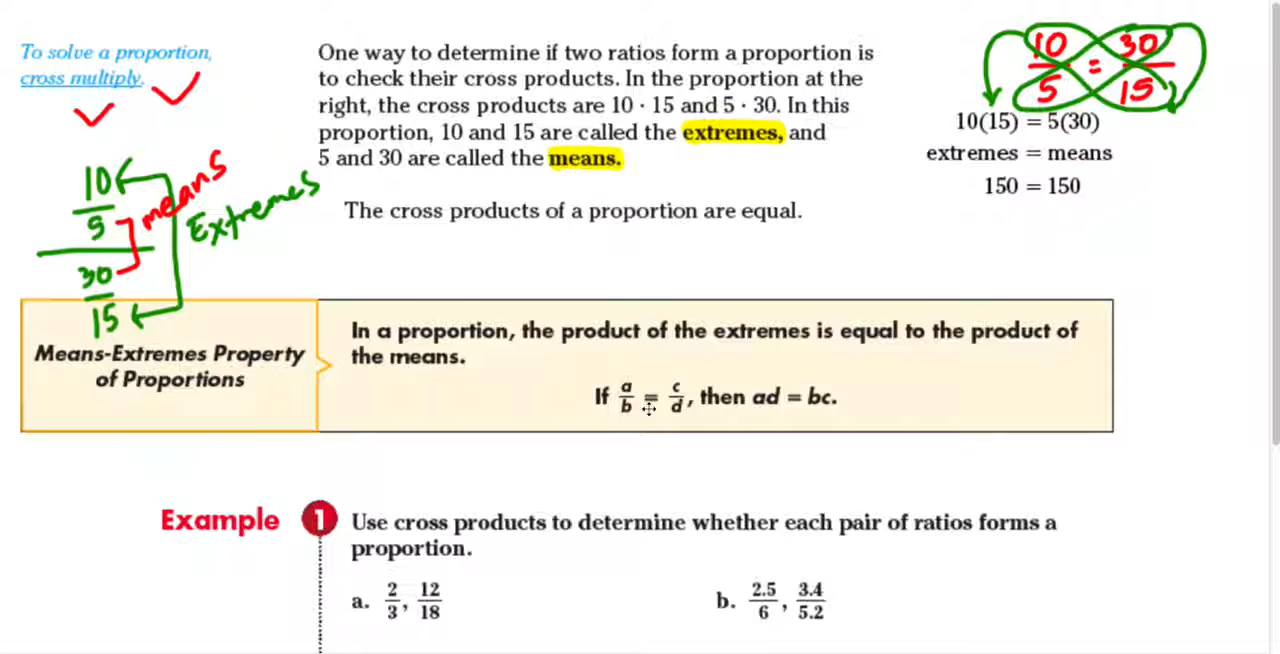 To solve a proportion,
cross multiply.
10
5
30
15
means
Extremes
One way to determine if two ratios form a proportion is
to check their cross products. In the proportion at the
right, the cross products are 10 · 15 and 5 · 30. In this
proportion, 10 and 15 are called the extremes, and
5 and 30 are called the means.
The cross products of a proportion are equal.
10/5 = 30/15
10(15) = 5(30)
extremes = means
150 = 150
Means-Extremes Property
of Proportions
In a proportion, the product of the extremes is equal to the product of
the means.
If a/b = c/d, then ad = bc.
Example 1 Use cross products to determine whether each pair of ratios forms a
proportion.
a. 2/3, 12/18 b. 2.5/6, 3.4/5.2